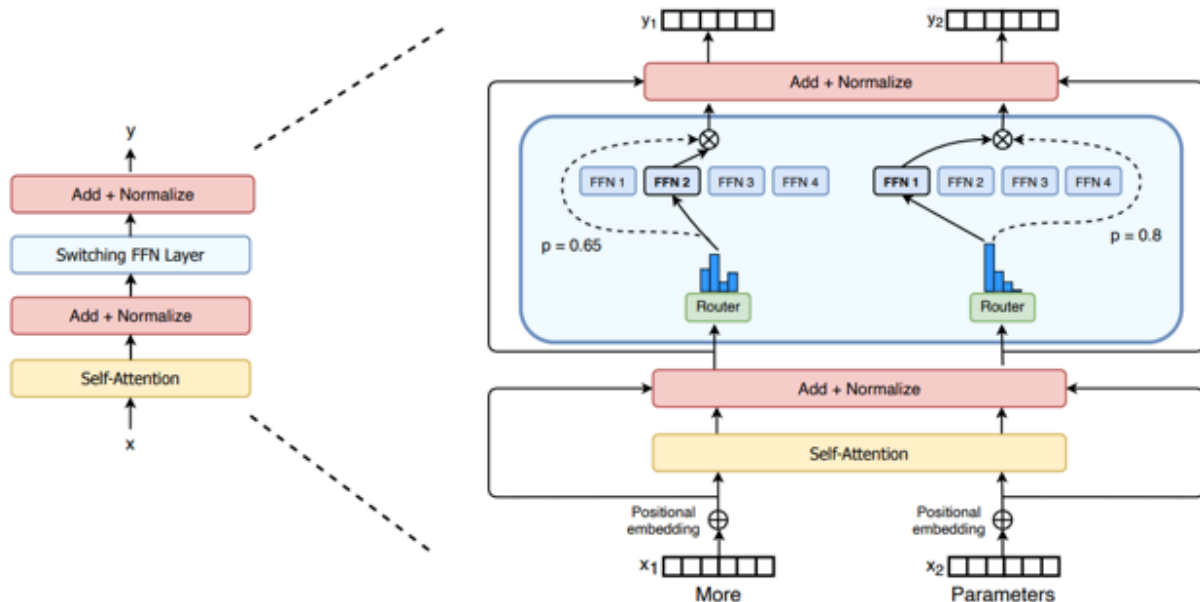 y
Add + Normalize
Switching FFN Layer
Add + Normalize
Self-Attention
x
y₁
y₂
Add + Normalize
FFN 1 FFN 2 FFN 3 FFN 4
FFN 1 FFN 2 FFN 3 FFN 4
p = 0.65
p = 0.8
Router
Router
Add + Normalize
Self-Attention
Positional
embedding
Positional
embedding
x₁
x₂
More
Parameters